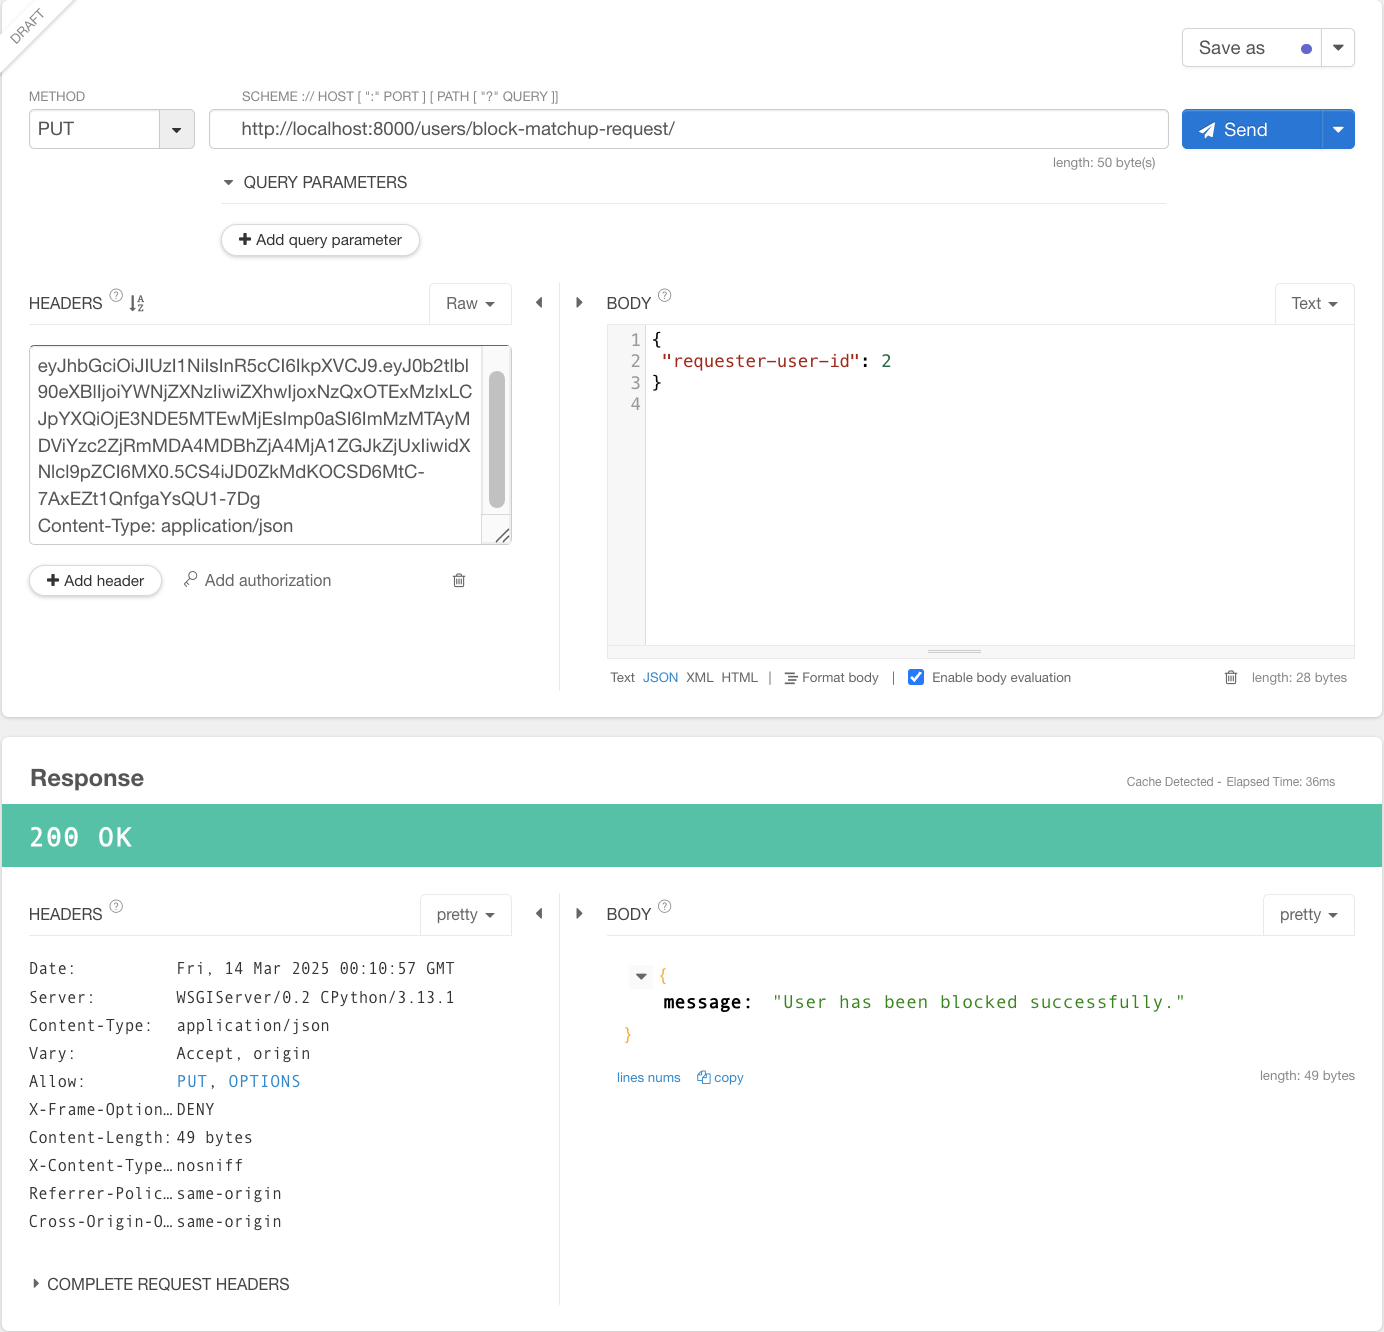 DRAFT
Save as
METHOD
SCHEME :// HOST [ ":" PORT ] [ PATH [ "?" QUERY ]]
PUT
http://localhost:8000/users/block-matchup-request/
Send
length: 50 byte(s)
QUERY PARAMETERS
Add query parameter
HEADERS ?
Raw
BODY ?
Text
eyJhbGciOiJIUzI1NiIsInR5cCI6IkpXVCJ9.eyJ0b2tlbl
90eXBlIjoiYWNjZXNzIiwiZXhwIjoxNzQxOTExMzIxLC
JpYXQiOjE3NDE5MTEwMjEsImp0aSI6ImMzMTAyM
DViYzc2ZjRmMDA4MDBhZjA4MjA1ZGJkZjUxIiwidX
Nlcl9pZCI6MX0.5CS4iJD0ZkMdKOCSD6MtC-
7AxEZt1QnfgaYsQU1-7Dg
Content-Type: application/json
1 {
2 "requester-user-id": 2
3 }
4
Add header
Add authorization
Text JSON XML HTML | Format body | Enable body evaluation
length: 28 bytes
Response
Cache Detected - Elapsed Time: 36ms
200 OK
HEADERS ?
pretty
BODY ?
pretty
Date: Fri, 14 Mar 2025 00:10:57 GMT
Server: WSGIServer/0.2 CPython/3.13.1
Content-Type: application/json
Vary: Accept, origin
Allow: PUT, OPTIONS
X-Frame-Option… DENY
Content-Length: 49 bytes
X-Content-Type… nosniff
Referrer-Polic… same-origin
Cross-Origin-O… same-origin
{
message: "User has been blocked successfully."
}
lines nums copy
length: 49 bytes
COMPLETE REQUEST HEADERS